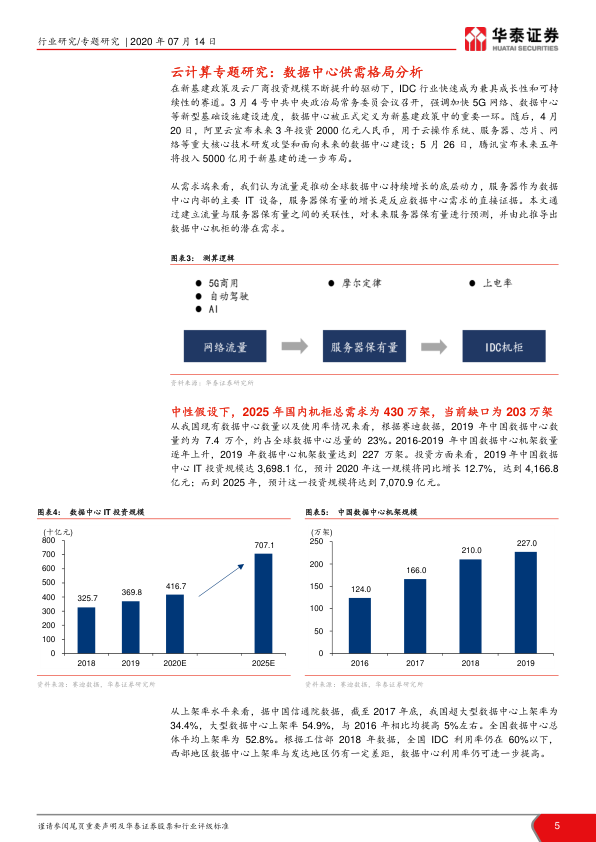 行业研究/专题研究 | 2020 年 07 月 14 日
华泰证券
HUATAI SECURITIES
云计算专题研究：数据中心供需格局分析
在新基建政策及云厂商投资规模不断提升的驱动下，IDC 行业快速成为兼具成长性和可持
续性的赛道。3 月 4 号中共中央政治局常务委员会议召开，强调加快 5G 网络、数据中心
等新型基础设施建设进度，数据中心被正式定义为新基建政策中的重要一环。随后，4 月
20 日，阿里云宣布未来 3 年投资 2000 亿元人民币，用于云操作系统、服务器、芯片、网
络等重大核心技术研发攻坚和面向未来的数据中心建设；5 月 26 日，腾讯宣布未来五年
将投入 5000 亿用于新基建的进一步布局。
从需求端来看，我们认为流量是推动全球数据中心持续增长的底层动力，服务器作为数据
中心内部的主要 IT 设备，服务器保有量的增长是反应数据中心需求的直接证据。本文通
过建立流量与服务器保有量之间的关联性，对未来服务器保有量进行预测，并由此推导出
数据中心机柜的潜在需求。
图表3： 测算逻辑
● 5G商用
● 自动驾驶
● AI
● 摩尔定律
● 上电率
网络流量
服务器保有量
IDC机柜
资料来源：华泰证券研究所
中性假设下，2025 年国内机柜总需求为 430 万架，当前缺口为 203 万架
从我国现有数据中心数量以及使用率情况来看，根据赛迪数据，2019 年中国数据中心数
量约为 7.4 万个，约占全球数据中心总量的 23%。2016-2019 年中国数据中心机架数量
逐年上升，2019 年数据中心机架数量达到 227 万架。投资方面来看，2019 年中国数据
中心 IT 投资规模达 3,698.1 亿，预计 2020 年这一规模将同比增长 12.7%，达到 4,166.8
亿元；而到 2025 年，预计这一投资规模将达到 7,070.9 亿元。
图表4： 数据中心 IT 投资规模
(十亿元)
800
700
600
500
400
300
200
100
0
325.7
369.8
416.7
707.1
2018
2019
2020E
2025E
资料来源：赛迪数据，华泰证券研究所
图表5： 中国数据中心机架规模
(万架)
250
200
150
100
50
0
124.0
166.0
210.0
227.0
2016
2017
2018
2019
资料来源：赛迪数据，华泰证券研究所
从上架率水平来看，据中国信通院数据，截至 2017 年底，我国超大型数据中心上架率为
34.4%，大型数据中心上架率 54.9%，与 2016 年相比均提高 5%左右。全国数据中心总
体平均上架率为 52.8%。根据工信部 2018 年数据，全国 IDC 利用率仍在 60%以下，
西部地区数据中心上架率与发达地区仍有一定差距，数据中心利用率仍可进一步提高。
谨请参阅尾页重要声明及华泰证券股票和行业评级标准
5